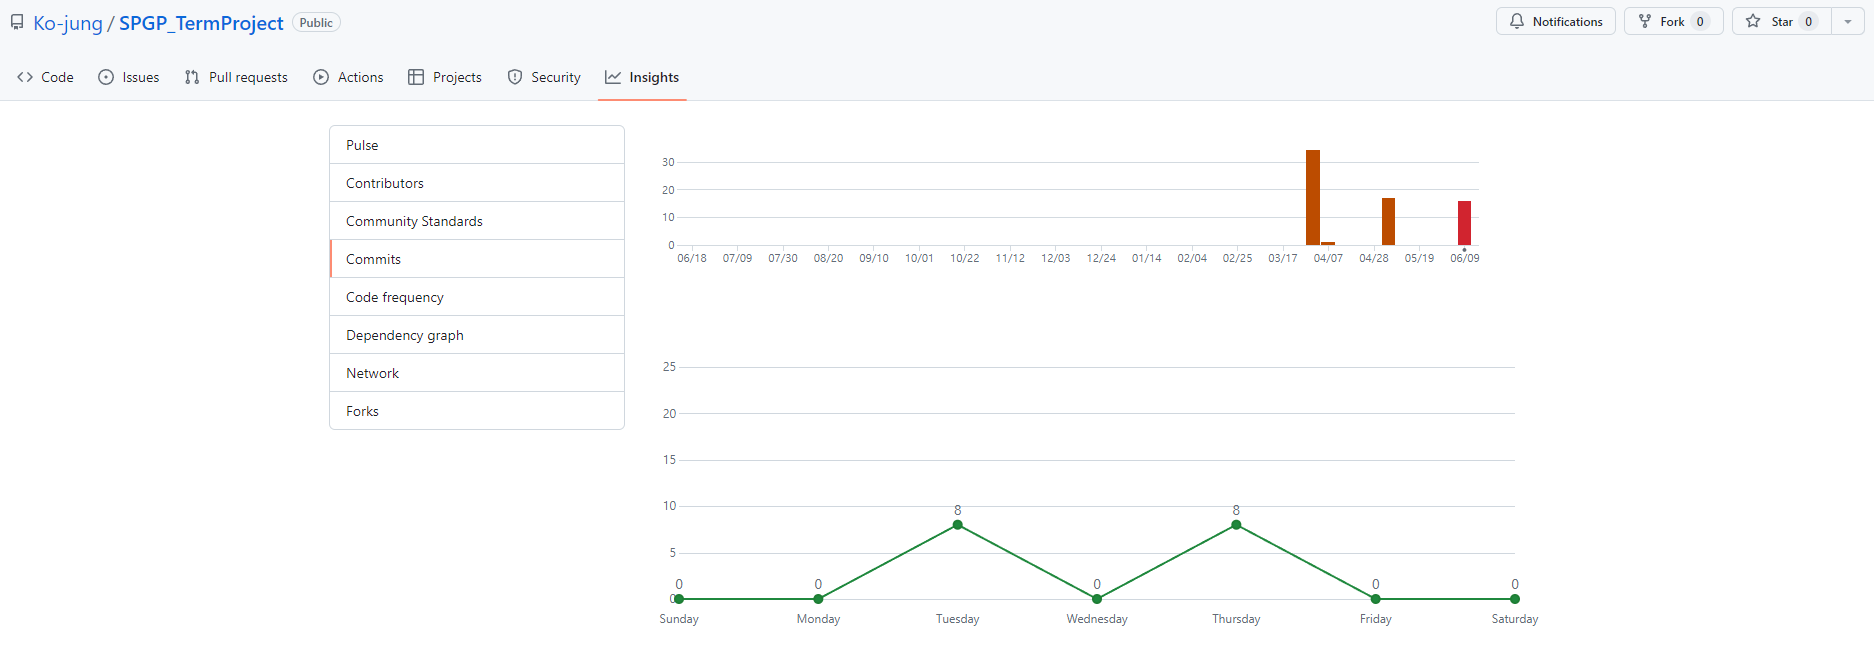 Ko-jung / SPGP_TermProject Public
Notifications Fork 0 Star 0
Code Issues Pull requests Actions Projects Security Insights
Pulse
Contributors
Community Standards
Commits
Code frequency
Dependency graph
Network
Forks
30
20
10
0
06/18 07/09 07/30 08/20 09/10 10/01 10/22 11/12 12/03 12/24 01/14 02/04 02/25 03/17 04/07 04/28 05/19 06/09
25
20
15
10
8 8
5
0 0 0 0 0
0
Sunday Monday Tuesday Wednesday Thursday Friday Saturday